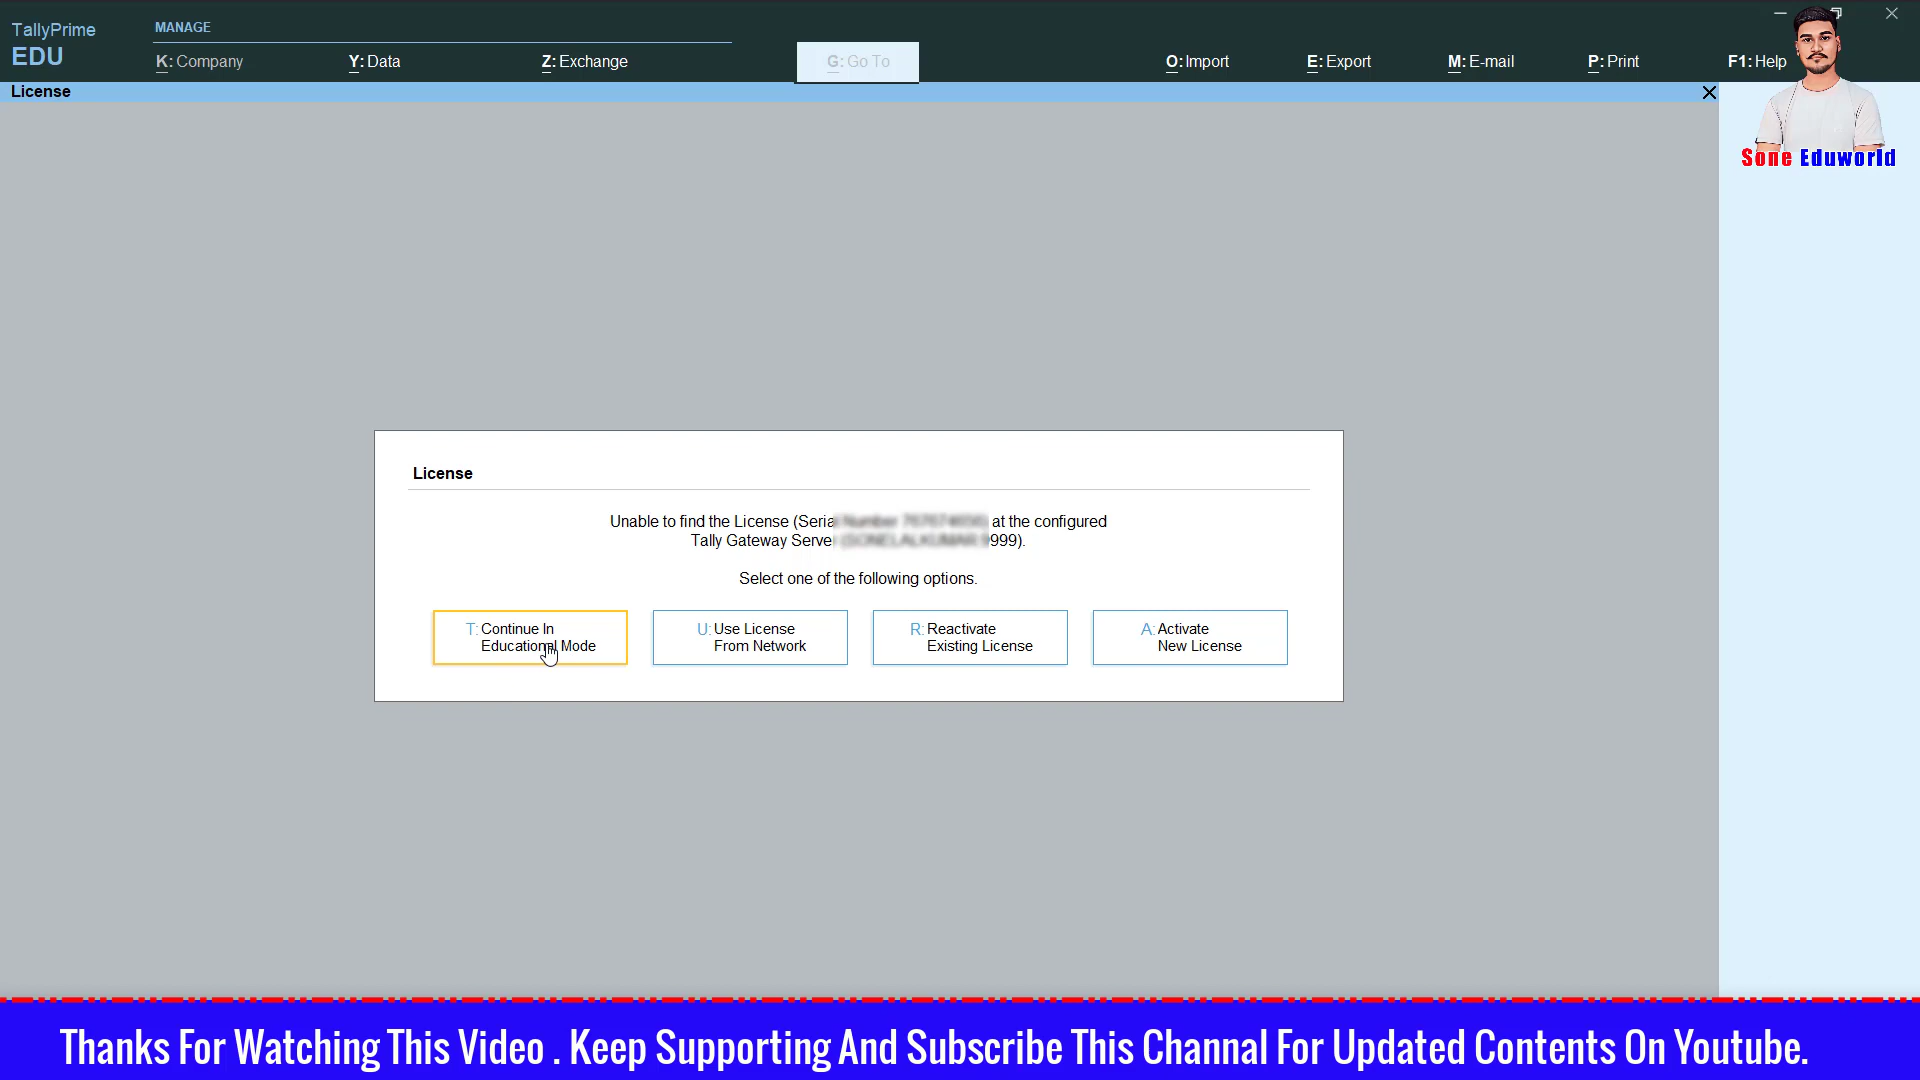 TallyPrime
EDU
MANAGE
K: Company
Y: Data
Z: Exchange
G: Go To
O: Import
E: Export
M: E-mail
P: Print
F1: Help
License
Sone Eduworld
License
Unable to find the License (Serial at the configured
Tally Gateway Server 9999).
Select one of the following options.
T: Continue In
Educational Mode
U: Use License
From Network
R: Reactivate
Existing License
A: Activate
New License
Thanks For Watching This Video . Keep Supporting And Subscribe This Channal For Updated Contents On Youtube.